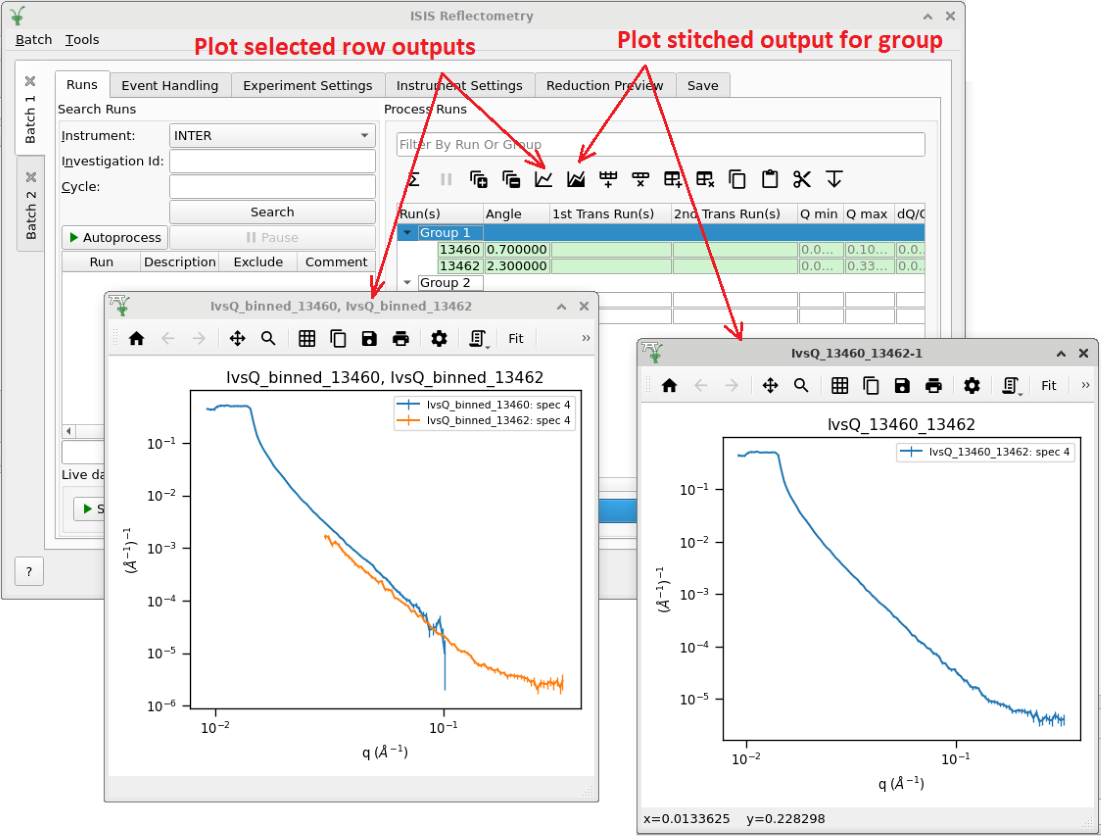 ISIS Reflectometry
Batch Tools
Plot selected row outputs
Plot stitched output for group
Batch 1
Batch 2
Runs Event Handling Experiment Settings Instrument Settings Reduction Preview Save
Search Runs
Instrument: INTER
Investigation Id:
Cycle:
Search
Autoprocess Pause
Run Description Exclude Comment
Process Runs
Filter By Run Or Group
Run(s) Angle 1st Trans Run(s) 2nd Trans Run(s) Q min Q max dQ/
Group 1
13460 0.700000 0.0... 0.10... 0.0...
13462 2.300000 0.0... 0.33... 0.0...
Group 2
Live da
S
?
IvsQ_binned_13460, IvsQ_binned_13462
Fit »
IvsQ_binned_13460, IvsQ_binned_13462
IvsQ_binned_13460: spec 4
IvsQ_binned_13462: spec 4
(Å⁻¹)⁻¹
10⁻¹
10⁻²
10⁻³
10⁻⁴
10⁻⁵
10⁻⁶
10⁻² 10⁻¹
q (Å⁻¹)
IvsQ_13460_13462-1
Fit »
IvsQ_13460_13462
IvsQ_13460_13462: spec 4
(Å⁻¹)⁻¹
10⁻¹
10⁻²
10⁻³
10⁻⁴
10⁻⁵
10⁻² 10⁻¹
q (Å⁻¹)
x=0.0133625 y=0.228298